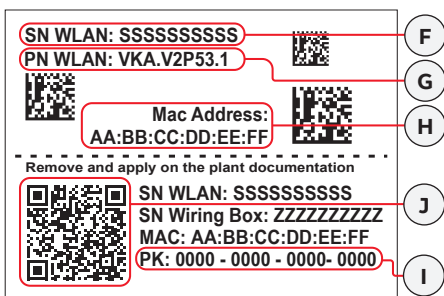 SN WLAN: SSSSSSSSSS
F
PN WLAN: VKA.V2P53.1
G
Mac Address:
H
AA:BB:CC:DD:EE:FF
Remove and apply on the plant documentation
SN WLAN: SSSSSSSSSS
J
SN Wiring Box: ZZZZZZZZZZ
MAC: AA:BB:CC:DD:EE:FF
PK: 0000 - 0000 - 0000- 0000
I